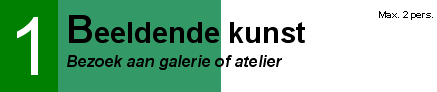 1
Beeldende kunst
Max. 2 pers.
Bezoek aan galerie of atelier